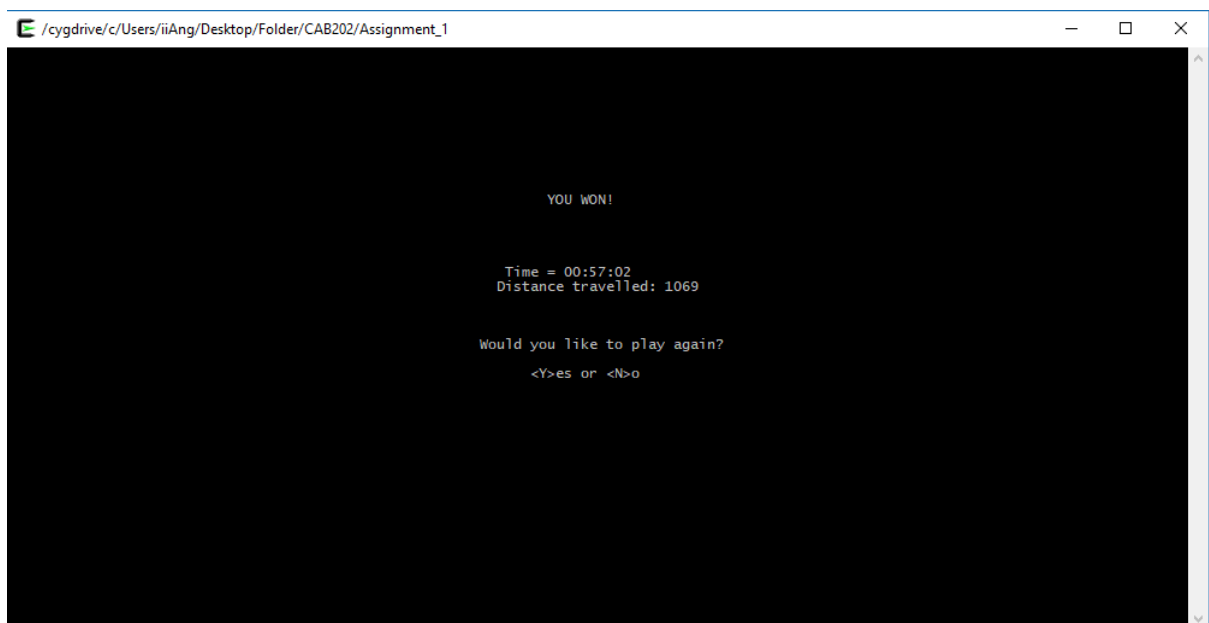 /cygdrive/c/Users/iiAng/Desktop/Folder/CAB202/Assignment_1
YOU WON!
Time = 00:57:02
Distance travelled: 1069
Would you like to play again?
<Y>es or <N>o